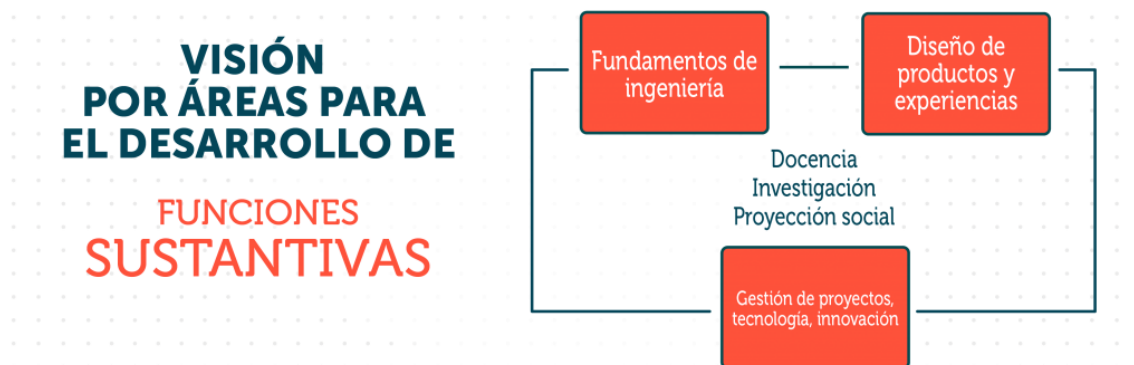 VISIÓN
POR ÁREAS PARA
EL DESARROLLO DE
FUNCIONES
SUSTANTIVAS
Fundamentos de
ingeniería
Diseño de
productos y
experiencias
Docencia
Investigación
Proyección social
Gestión de proyectos,
tecnología, innovación